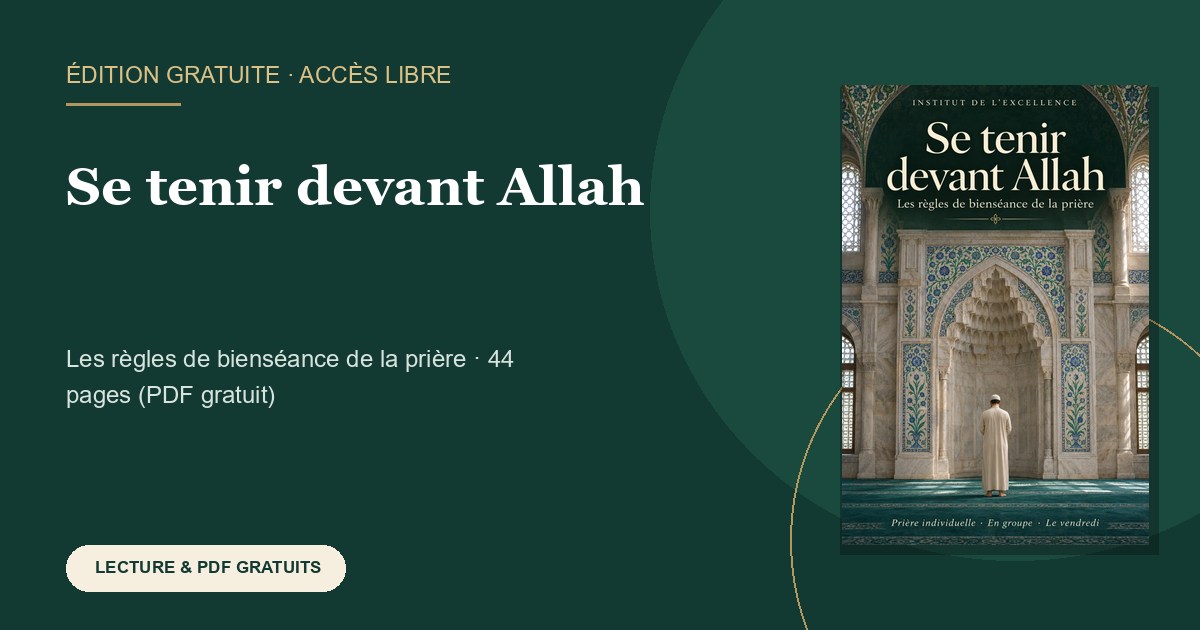 ÉDITION GRATUITE · ACCÈS LIBRE
Se tenir devant Allah
Les règles de bienséance de la prière · 44
pages (PDF gratuit)
LECTURE & PDF GRATUITS
INSTITUT DE L'EXCELLENCE
Se tenir
devant Allah
Les règles de bienséance de la prière
Prière individuelle · En groupe · Le vendredi